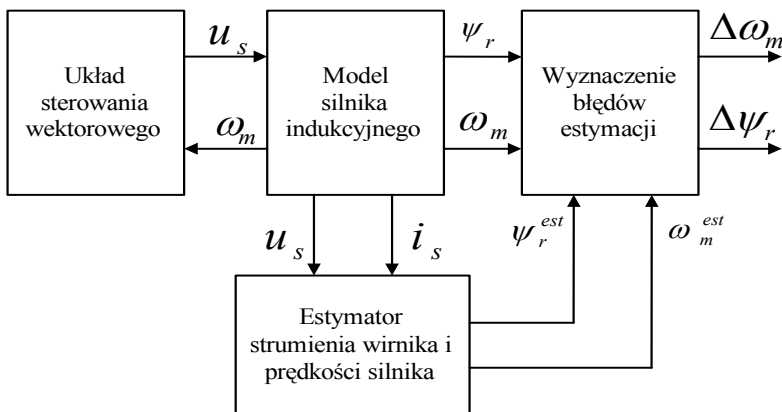 u_s
ψ_r
Δω_m
Układ
sterowania
wektorowego
Model
silnika
indukcyjnego
Wyznaczenie
błędów
estymacji
ω_m
ω_m
Δψ_r
u_s
i_s
ψ_r^est
ω_m^est
Estymator
strumienia wirnika i
prędkości silnika